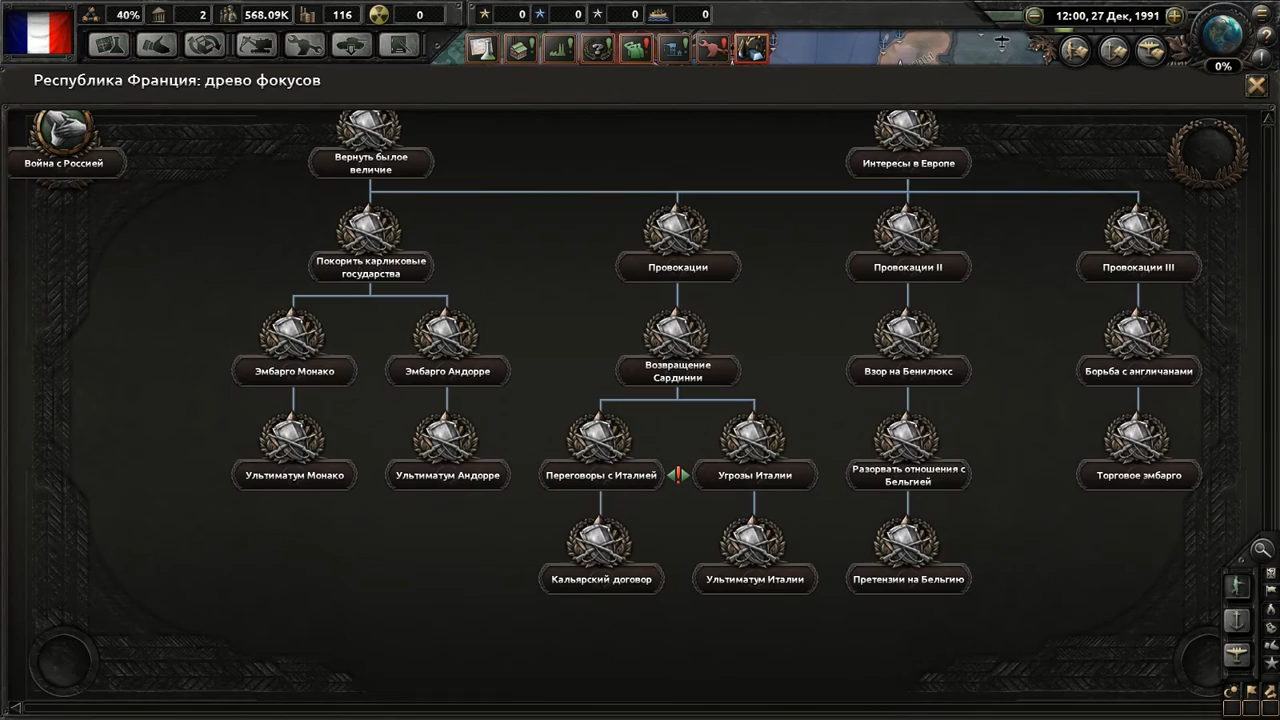 40%
2
568.09K
116
0
0
0
0
0
12:00, 27 Дек, 1991
0%
Республика Франция: древо фокусов
Война с Россией
Вернуть былое
величие
Интересы в Европе
Покорить карликовые
государства
Провокации
Провокации II
Провокации III
Эмбарго Монако
Эмбарго Андорре
Возвращение
Сардинии
Взор на Бенилюкс
Борьба с англичанами
Ультиматум Монако
Ультиматум Андорре
Переговоры с Италией
Угрозы Италии
Разорвать отношения с
Бельгией
Торговое эмбарго
Кальярский договор
Ультиматум Италии
Претензии на Бельгию